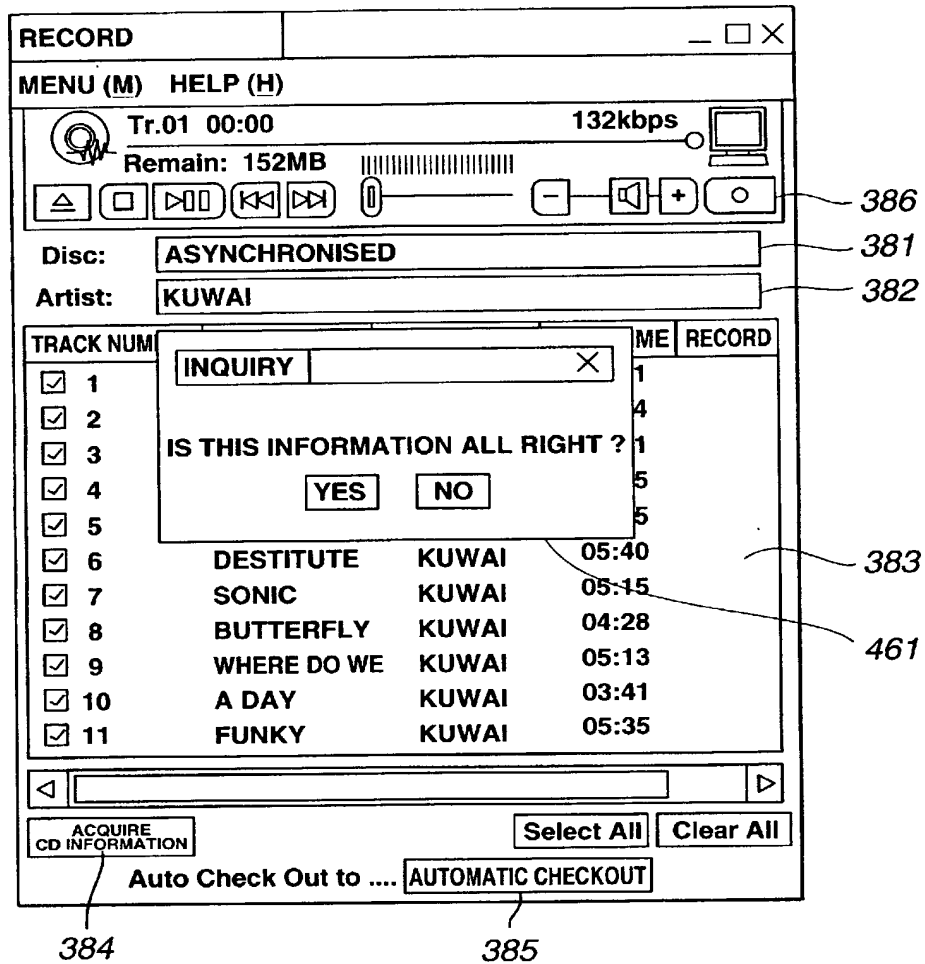 RECORD
MENU (M) HELP (H)
Tr.01 00:00 132kbps
Remain: 152MB
386
Disc: ASYNCHRONISED 381
Artist: KUWAI 382
TRACK NUM ME RECORD
INQUIRY
1 1
2 4
IS THIS INFORMATION ALL RIGHT ?
3 1
4 5
YES NO
5 5
6 DESTITUTE KUWAI 05:40
383
7 SONIC KUWAI 05:15
8 BUTTERFLY KUWAI 04:28
461
9 WHERE DO WE KUWAI 05:13
10 A DAY KUWAI 03:41
11 FUNKY KUWAI 05:35
ACQUIRE
CD INFORMATION
Select All Clear All
Auto Check Out to .... AUTOMATIC CHECKOUT
384 385